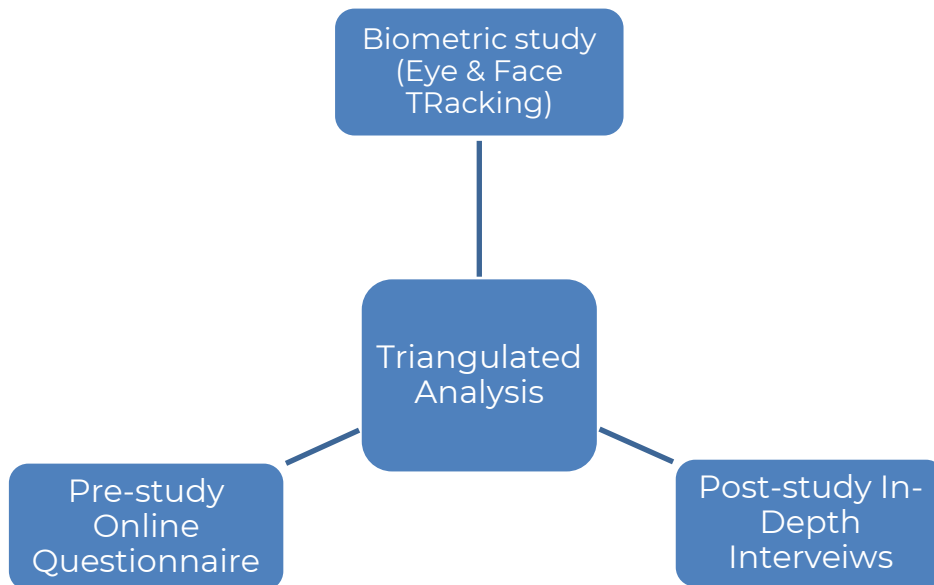 Biometric study
(Eye & Face
TRacking)
Triangulated
Analysis
Pre-study
Online
Questionnaire
Post-study In-
Depth
Interveiws